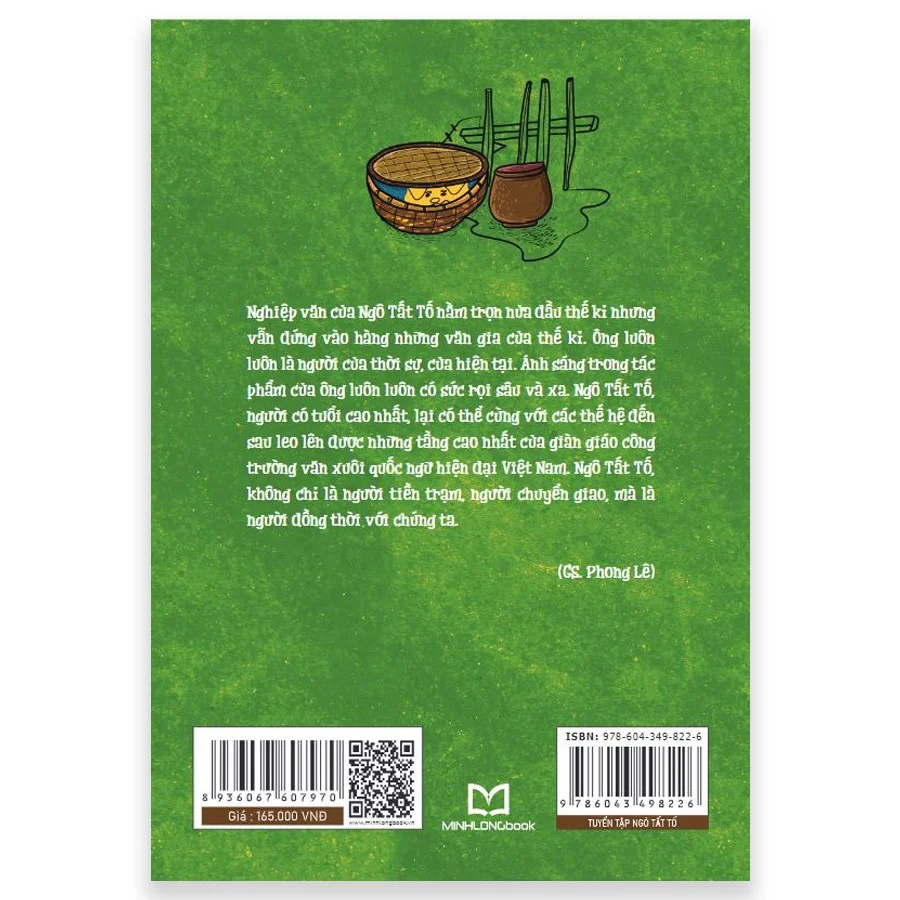 Nghiệp văn của Ngô Tất Tố nằm trọn nửa đầu thế kỉ nhưng
vẫn đứng vào hàng những văn gia của thế kỉ. Ông luôn
luôn là người của thời sự, của hiện tại. Ánh sáng trong tác
phẩm của ông luôn luôn có sức rọi sâu và xa. Ngô Tất Tố,
người có tuổi cao nhất, lại có thể cùng với các thế hệ đến
sau leo lên được những tầng cao nhất của giàn giáo công
trường văn xuôi quốc ngữ hiện đại Việt Nam. Ngô Tất Tố,
không chỉ là người tiền trạm, người chuyển giao, mà là
người đồng thời với chúng ta.
(GS. Phong Lê)
8 936067 607970
Giá : 165.000 VNĐ
www.minhlongbook.vn
MINHLONGbook
ISBN: 978-604-349-822-6
9 786043 498226
TUYỂN TẬP NGÔ TẤT TỐ